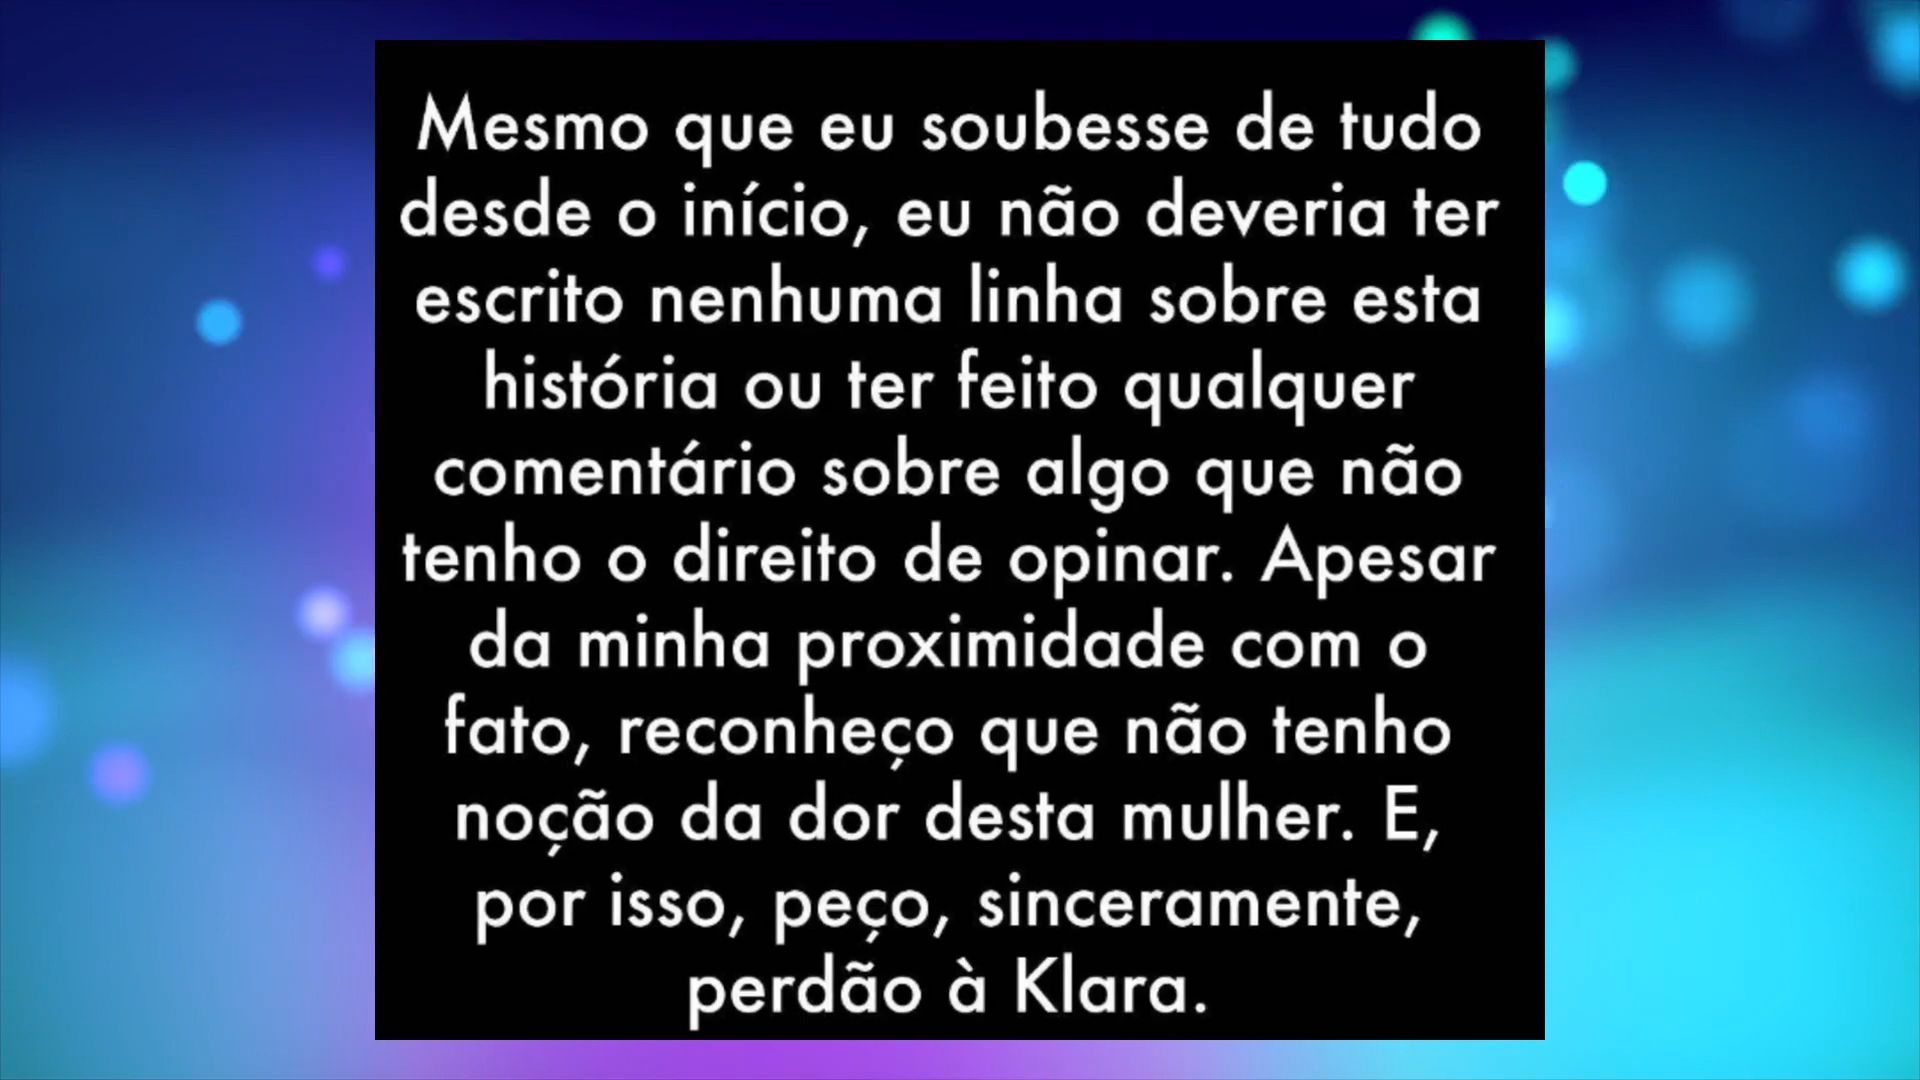 Mesmo que eu soubesse de tudo
desde o início, eu não deveria ter
escrito nenhuma linha sobre esta
história ou ter feito qualquer
comentário sobre algo que não
tenho o direito de opinar. Apesar
da minha proximidade com o
fato, reconheço que não tenho
noção da dor desta mulher. E,
por isso, peço, sinceramente,
perdão à Klara.